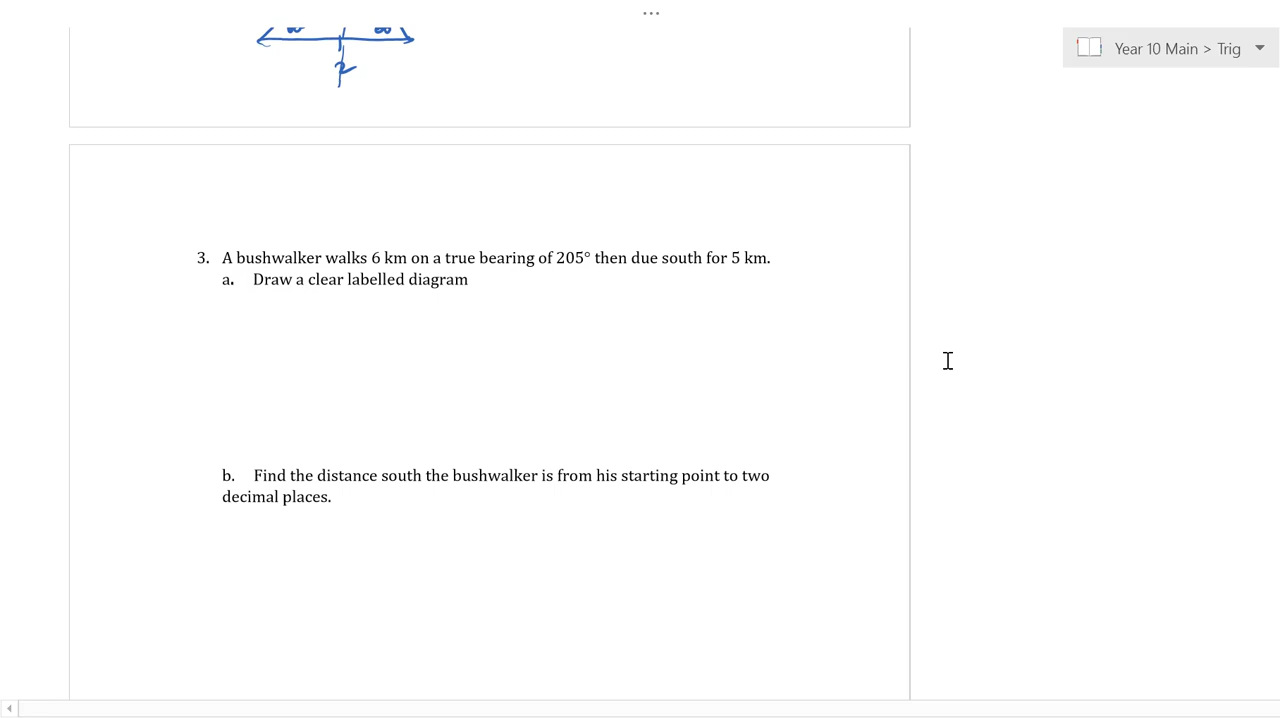 ...
Year 10 Main > Trig
2
3. A bushwalker walks 6 km on a true bearing of 205° then due south for 5 km.
a. Draw a clear labelled diagram
b. Find the distance south the bushwalker is from his starting point to two
decimal places.